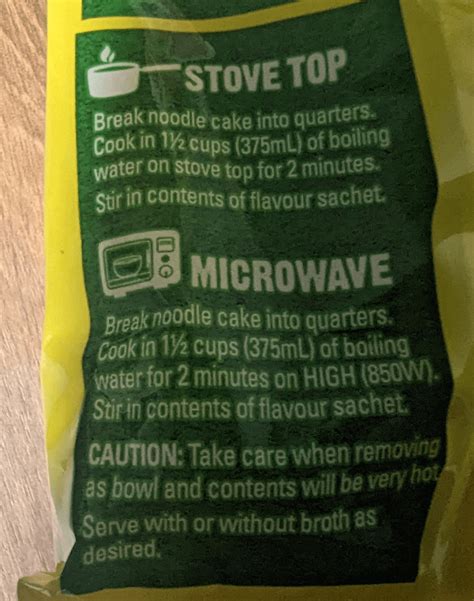 STOVE TOP
Break noodle cake into quarters.
Cook in 1½ cups (375mL) of boiling
water on stove top for 2 minutes.
Stir in contents of flavour sachet.
MICROWAVE
Break noodle cake into quarters.
Cook in 1½ cups (375mL) of boiling
water for 2 minutes on HIGH (850W).
Stir in contents of flavour sachet.
CAUTION: Take care when removing
as bowl and contents will be very hot
Serve with or without broth as
desired.